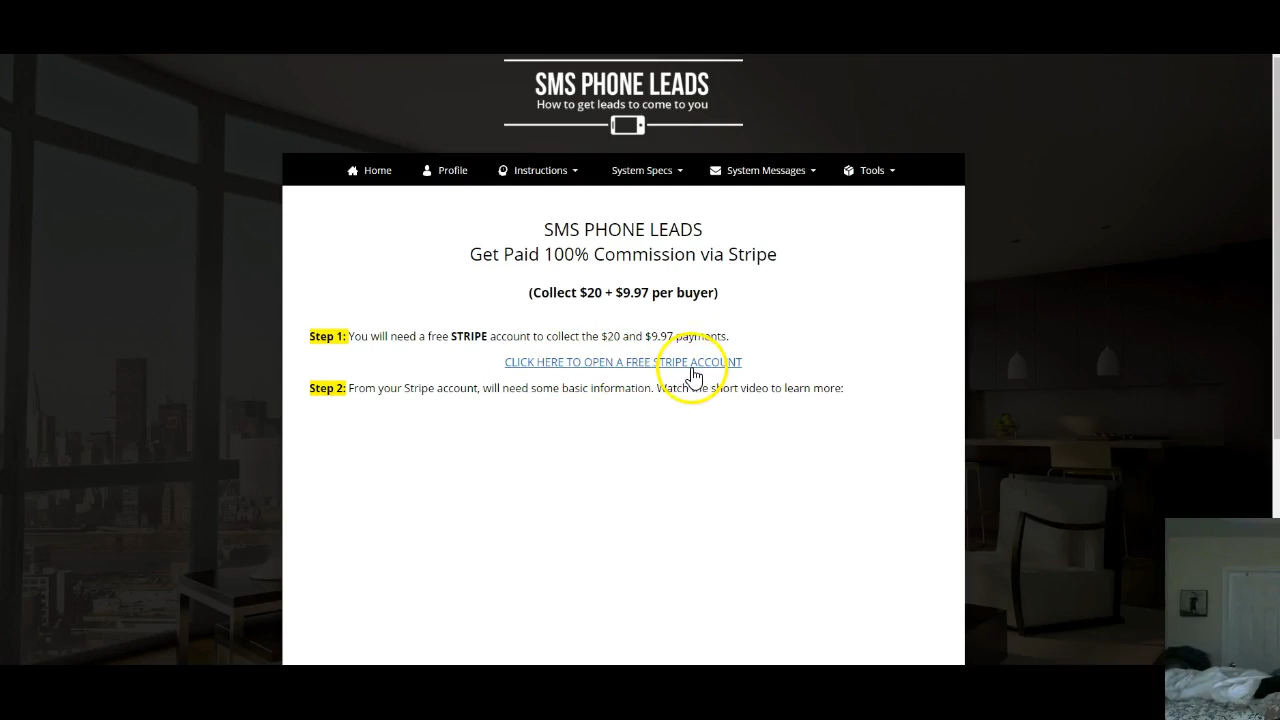 SMS PHONE LEADS
How to get leads to come to you
Home Profile Instructions System Specs System Messages Tools
SMS PHONE LEADS
Get Paid 100% Commission via Stripe
(Collect $20 + $9.97 per buyer)
Step 1: You will need a free STRIPE account to collect the $20 and $9.97 payments.
CLICK HERE TO OPEN A FREE STRIPE ACCOUNT
Step 2: From your Stripe account, will need some basic information. Watch the short video to learn more: